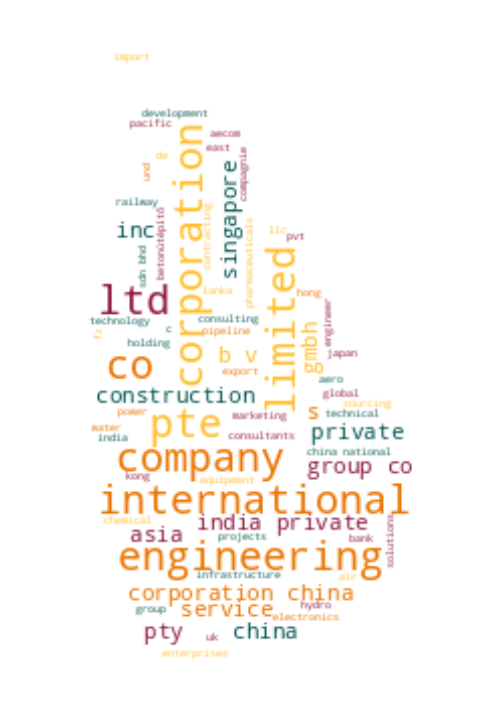 import
development
pacific
aecom
corporation
east
compagnie
de
singapore
und
railway
betonútépítő
contracting
pharmaceuticals
inc
llc
pvt
sdn bhd
limited
ltd
lanka
hong
engineer
technology
consulting
c
pipeline
fz
holding
b v
gmbh
japan
co
export
aero
construction
global
sourcing
power
pte
marketing
s
technical
water
india
consultants
private
company
china national
group co
kong
equipment
international
chemical
india private
solutions
asia
projects
bank
engineering
infrastructure
air
corporation china
group
service
hydro
electronics
pty
uk
china
enterprises